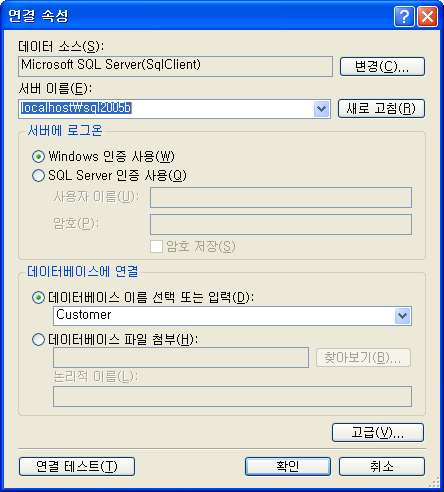 연결 속성
데이터 소스(S):
Microsoft SQL Server(SqlClient)
변경(C)...
서버 이름(E):
localhost₩sql2005b
새로 고침(R)
서버에 로그온
Windows 인증 사용(W)
SQL Server 인증 사용(Q)
사용자 이름(U):
암호(P):
암호 저장(S)
데이터베이스에 연결
데이터베이스 이름 선택 또는 입력(D):
Customer
데이터베이스 파일 첨부(H):
찾아보기(B)...
논리적 이름(L):
고급(V)...
연결 테스트(T)
확인
취소